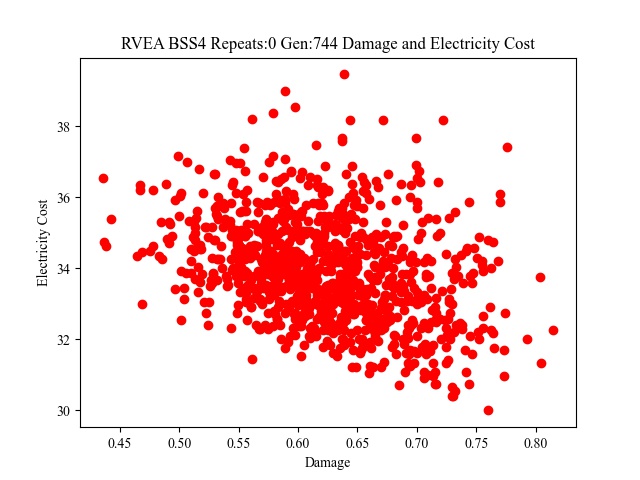 RVEA BSS4 Repeats:0 Gen:744 Damage and Electricity Cost
38
36
34
32
30
Electricity Cost
0.45 0.50 0.55 0.60 0.65 0.70 0.75 0.80
Damage